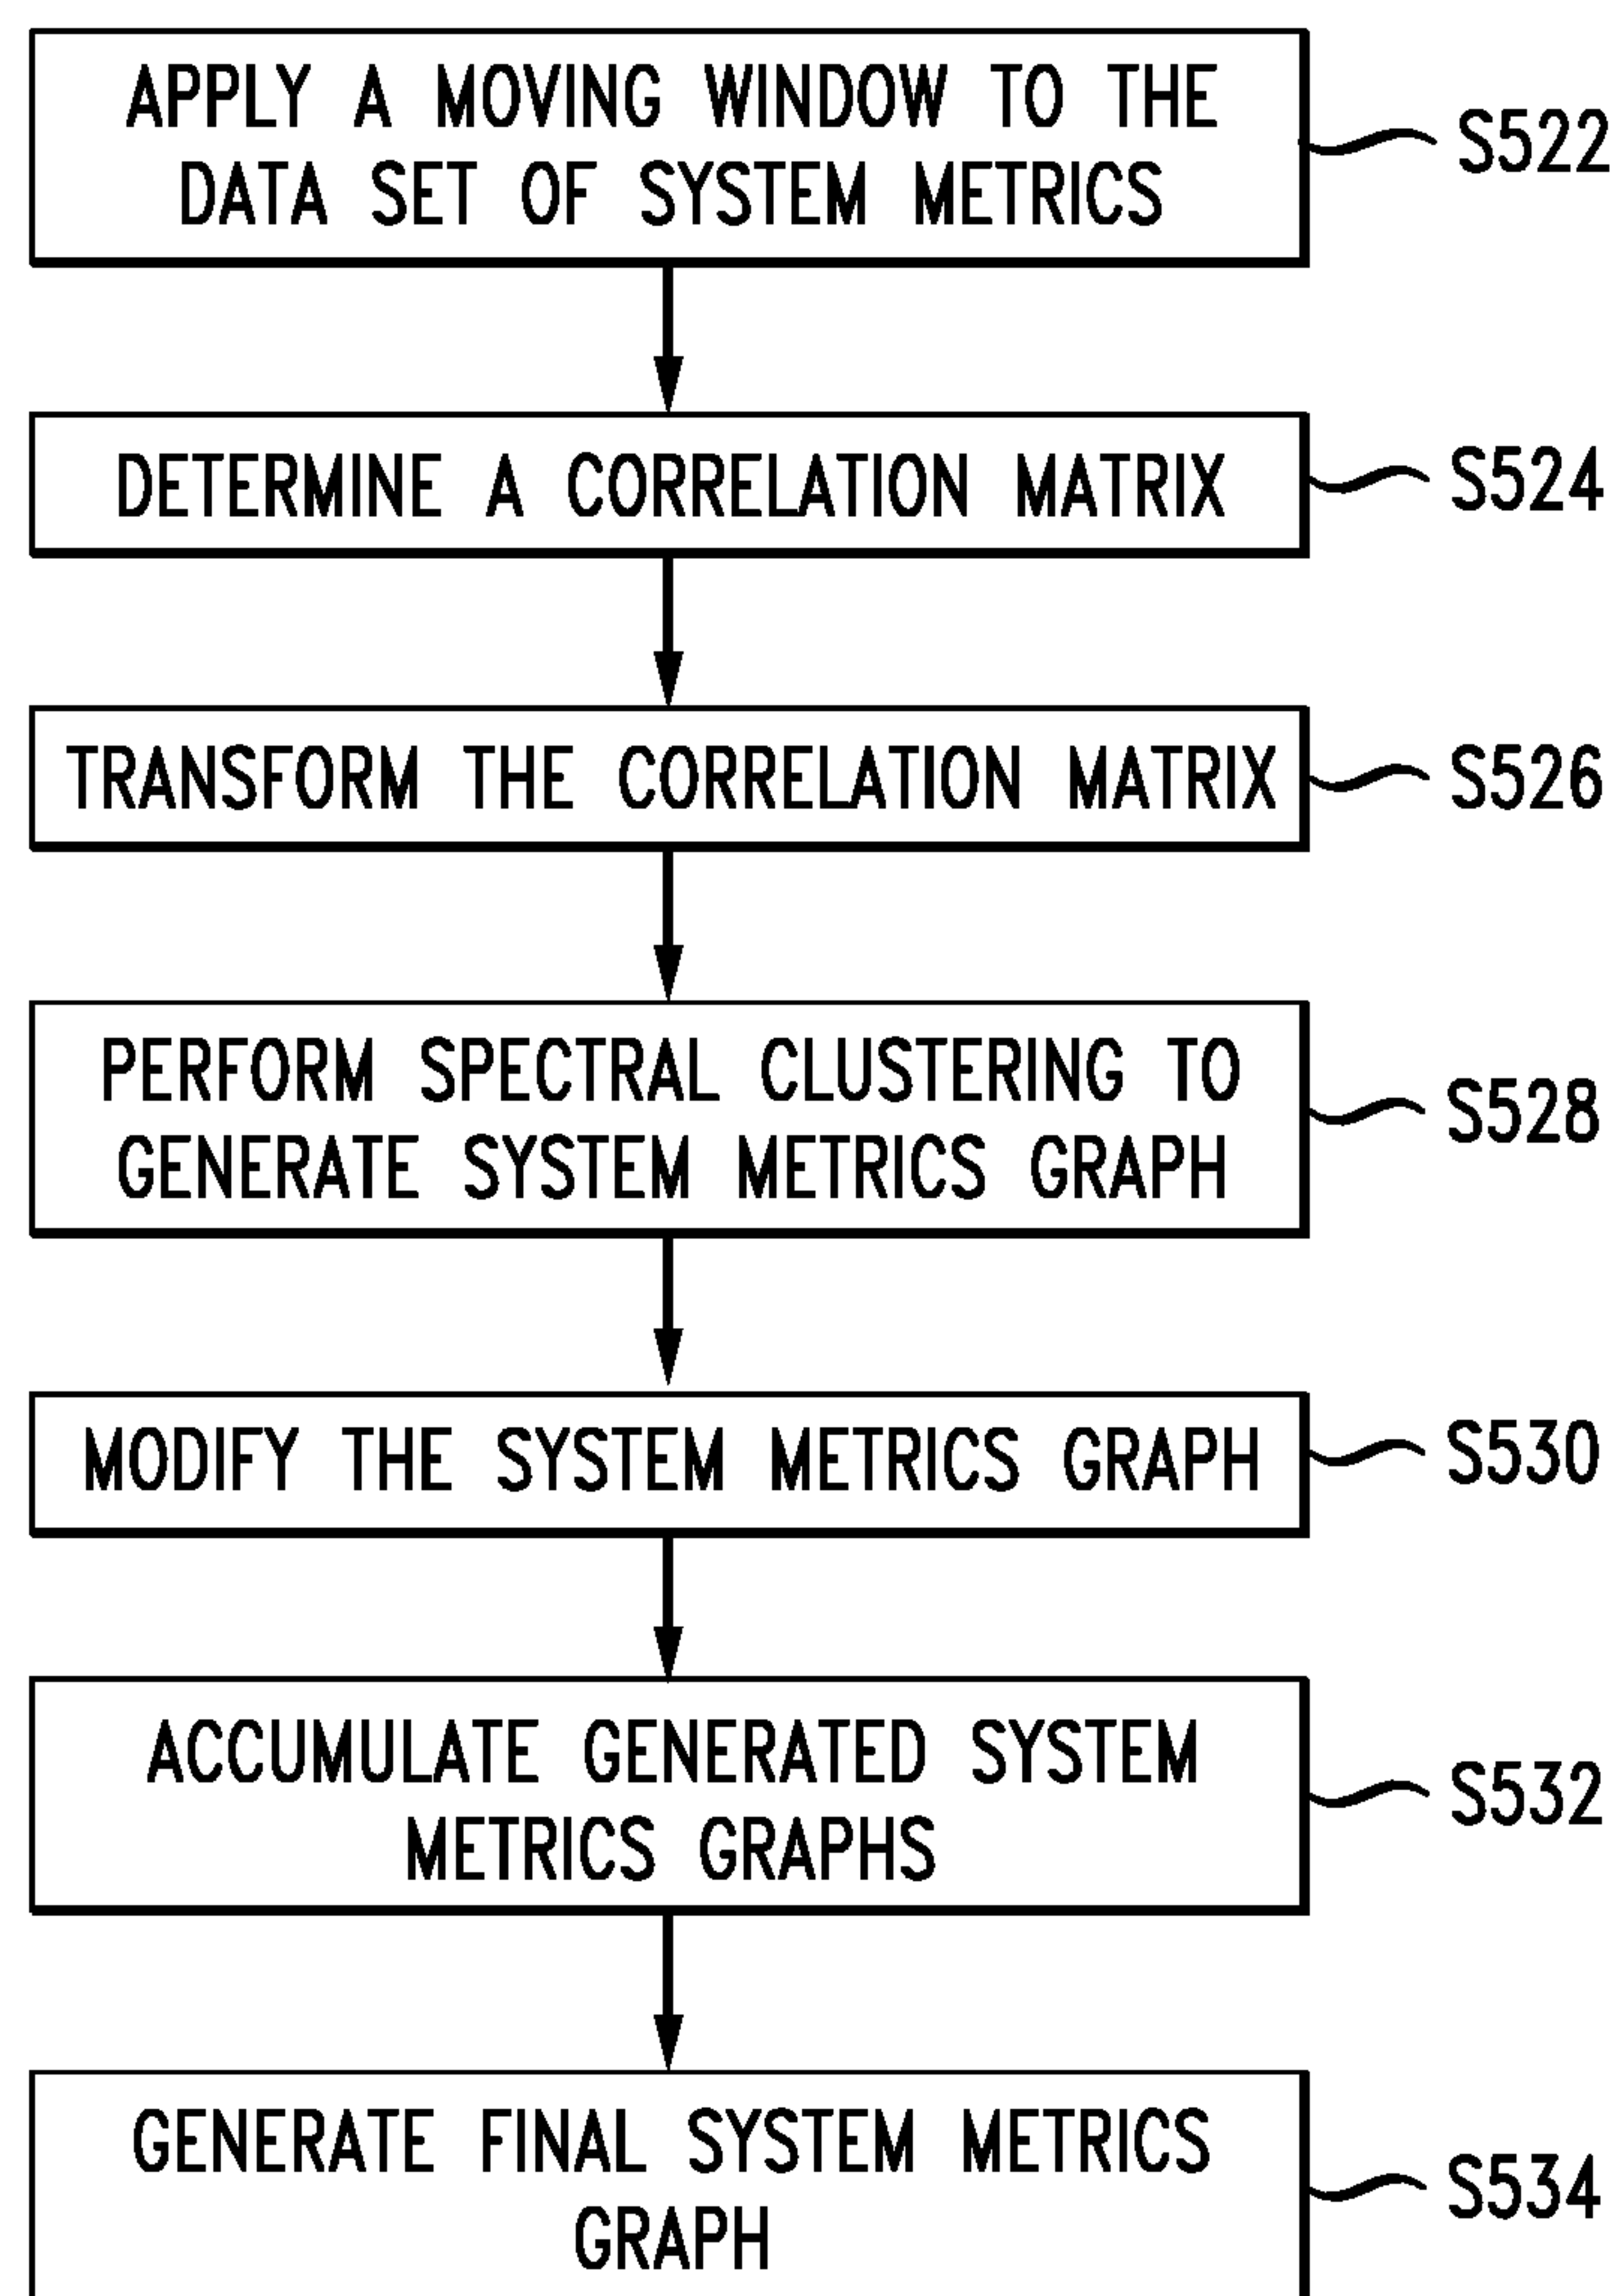 APPLY A MOVING WINDOW TO THE
DATA SET OF SYSTEM METRICS
S522
DETERMINE A CORRELATION MATRIX
S524
TRANSFORM THE CORRELATION MATRIX
S526
PERFORM SPECTRAL CLUSTERING TO
GENERATE SYSTEM METRICS GRAPH
S528
MODIFY THE SYSTEM METRICS GRAPH
S530
ACCUMULATE GENERATED SYSTEM
METRICS GRAPHS
S532
GENERATE FINAL SYSTEM METRICS
GRAPH
S534